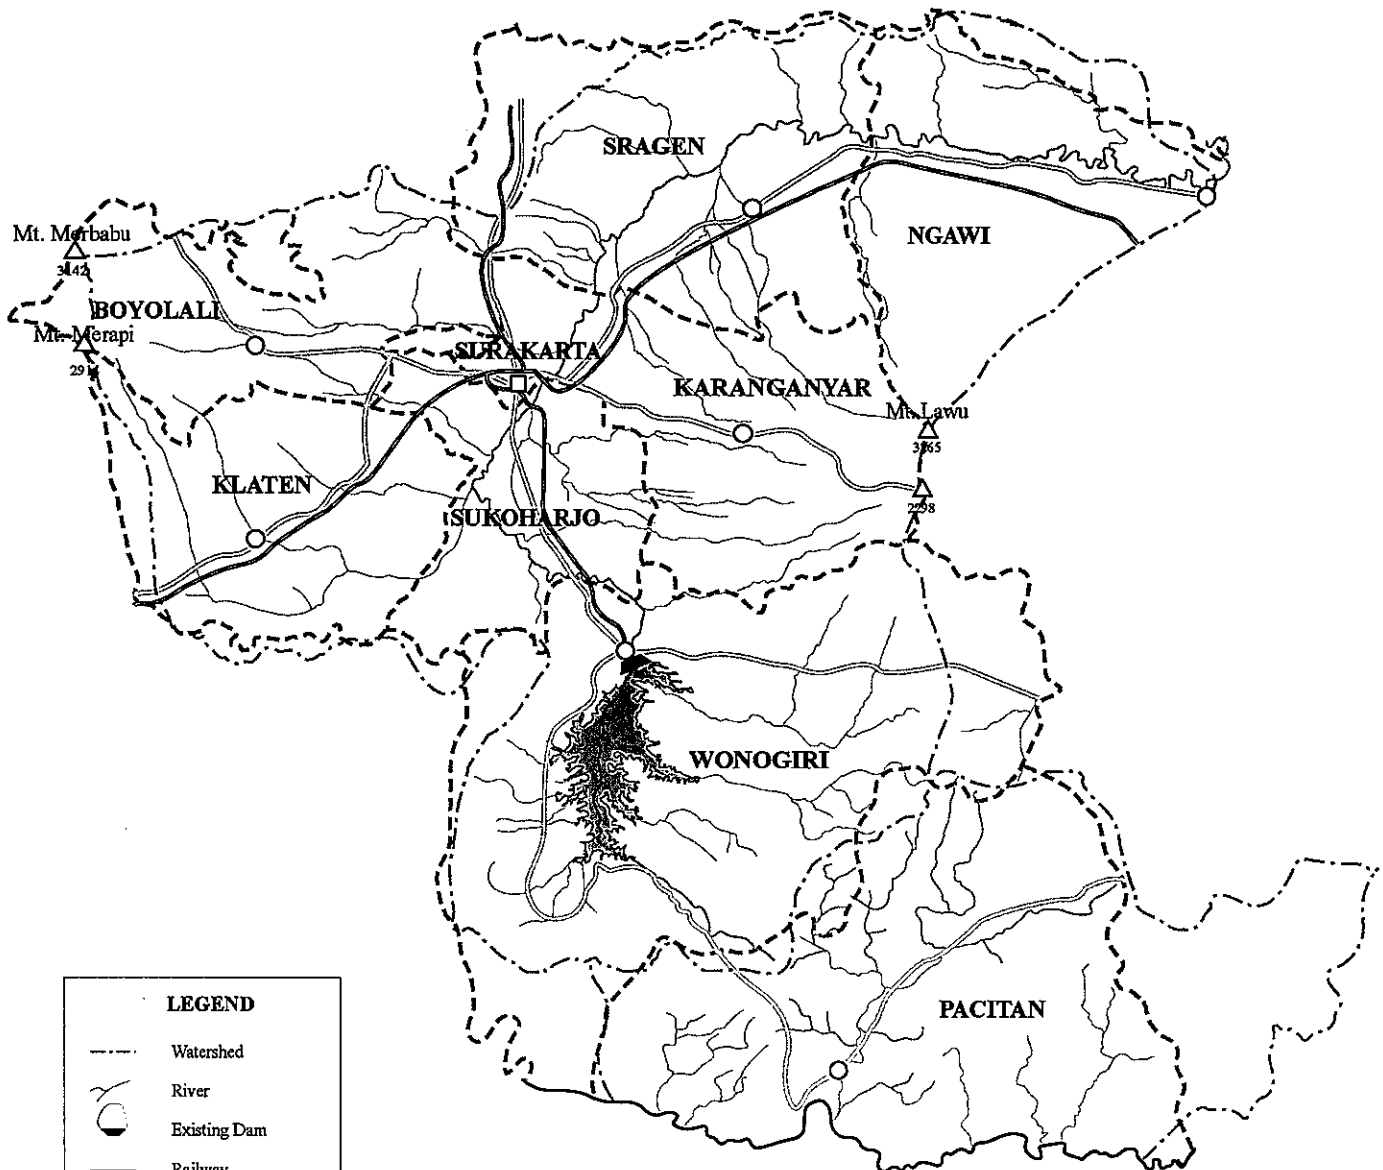 SRAGEN
NGAWI
Mt. Merbabu
3142
BOYOLALI
Mt. Merapi
SURAKARTA
KARANGANYAR
Mt. Lawu
3265
KLATEN
SUKOHARJO
2298
WONOGIRI
PACITAN
LEGEND
Watershed
River
Existing Dam
Railway